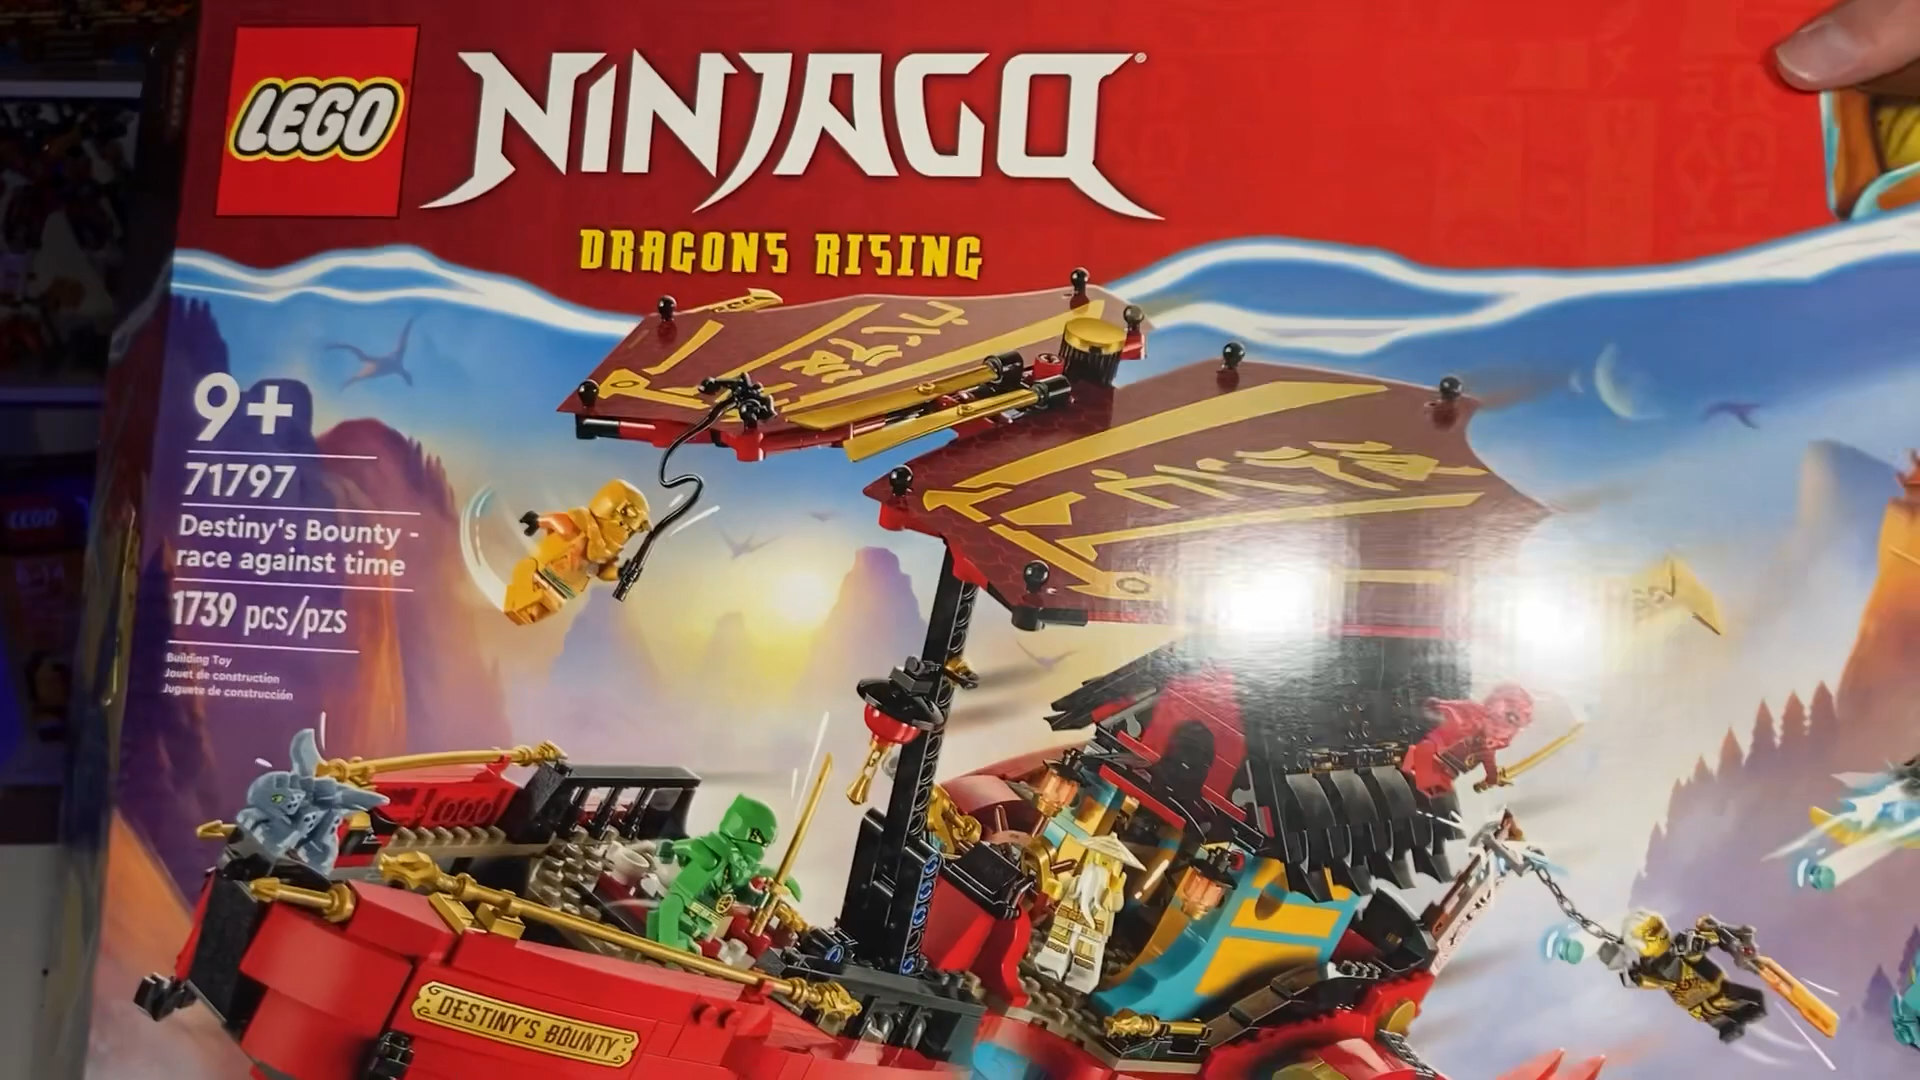 LEGO
NINJAGO®
DRAGONS RISING
9+
71797
Destiny's Bounty -
race against time
1739 pcs/pzs
Building Toy
Jouet de construction
Juguete de construcción
DESTINY'S BOUNTY
LEGO